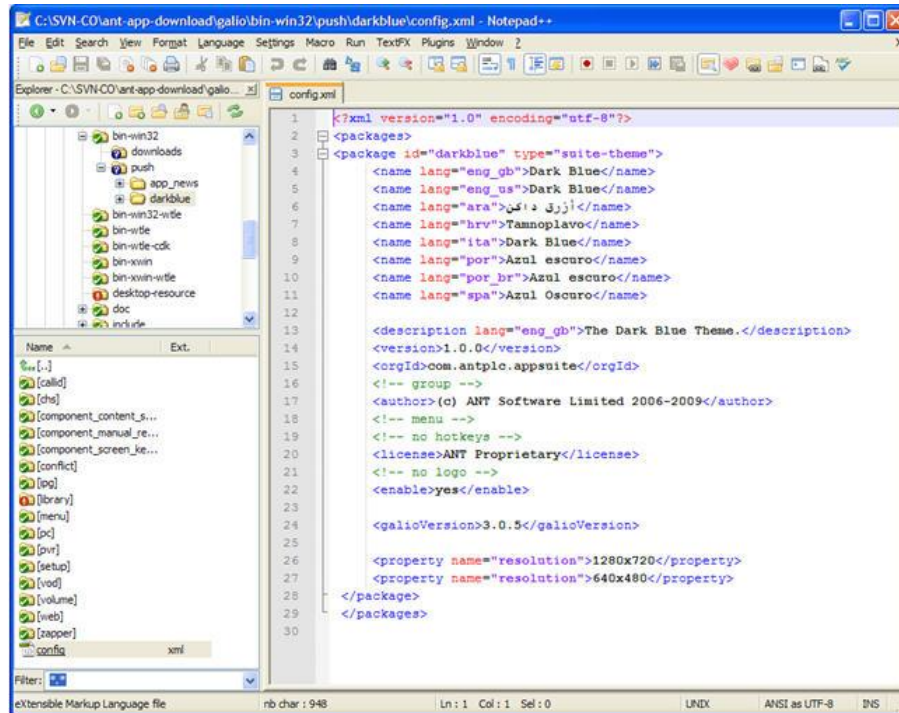 C:\SVN-CO\ant-app-download\galio\bin-win32\push\darkblue\config.xml - Notepad++
File Edit Search View Format Language Settings Macro Run TextFX Plugins Window ? X
Explorer - C:\SVN-CO\ant-app-download\galio...
bin-win32
downloads
push
app_news
darkblue
bin-win32-wtle
bin-wtle
bin-wtle-cdk
bin-xwin
bin-xwin-wtle
desktop-resource
doc
include
Name Ext.
[..]
[callid]
[chs]
[component_content_s...
[component_manual_re...
[component_screen_ke...
[conflict]
[ipg]
[library]
[menu]
[pc]
[pvr]
[setup]
[vod]
[volume]
[web]
[zapper]
config xml
Filter:
config.xml
1 <?xml version="1.0" encoding="utf-8"?>
2 <packages>
3 <package id="darkblue" type="suite-theme">
4 <name lang="eng_gb">Dark Blue</name>
5 <name lang="eng_us">Dark Blue</name>
6 <name lang="ara">أزرق داكن</name>
7 <name lang="hrv">Tamnoplavo</name>
8 <name lang="ita">Dark Blue</name>
9 <name lang="por">Azul escuro</name>
10 <name lang="por_br">Azul escuro</name>
11 <name lang="spa">Azul Oscuro</name>
12
13 <description lang="eng_gb">The Dark Blue Theme.</description>
14 <version>1.0.0</version>
15 <orgId>com.antplc.appsuite</orgId>
16 <!-- group -->
17 <author>(c) ANT Software Limited 2006-2009</author>
18 <!-- menu -->
19 <!-- no hotkeys -->
20 <license>ANT Proprietary</license>
21 <!-- no logo -->
22 <enable>yes</enable>
23
24 <galioVersion>3.0.5</galioVersion>
25
26 <property name="resolution">1280x720</property>
27 <property name="resolution">640x480</property>
28 </package>
29 </packages>
30
eXtensible Markup Language file nb char : 948 Ln : 1 Col : 1 Sel : 0 UNIX ANSI as UTF-8 INS